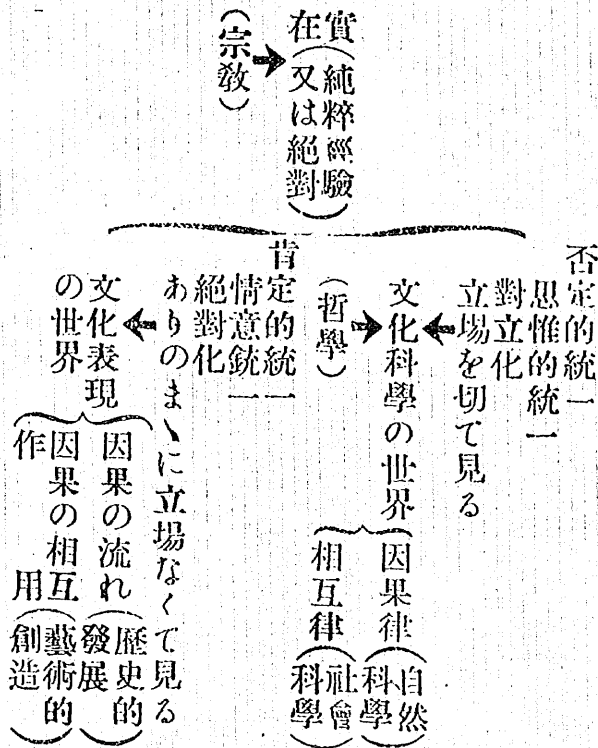 實在(純粹經驗
又は絕對)
(宗敎)
否定的統一
思惟的統一
對立化
立場を切て見る
文化科學の世界
因果律(自然科學)
相互律(社會科學)
(哲學)
肯定的統一
情意銃一
絕對化
ありのまゝに立場なくて見る
文化表現の世界
因果の流れ(歷史的發展)
因果の相互作用(藝術的創造)